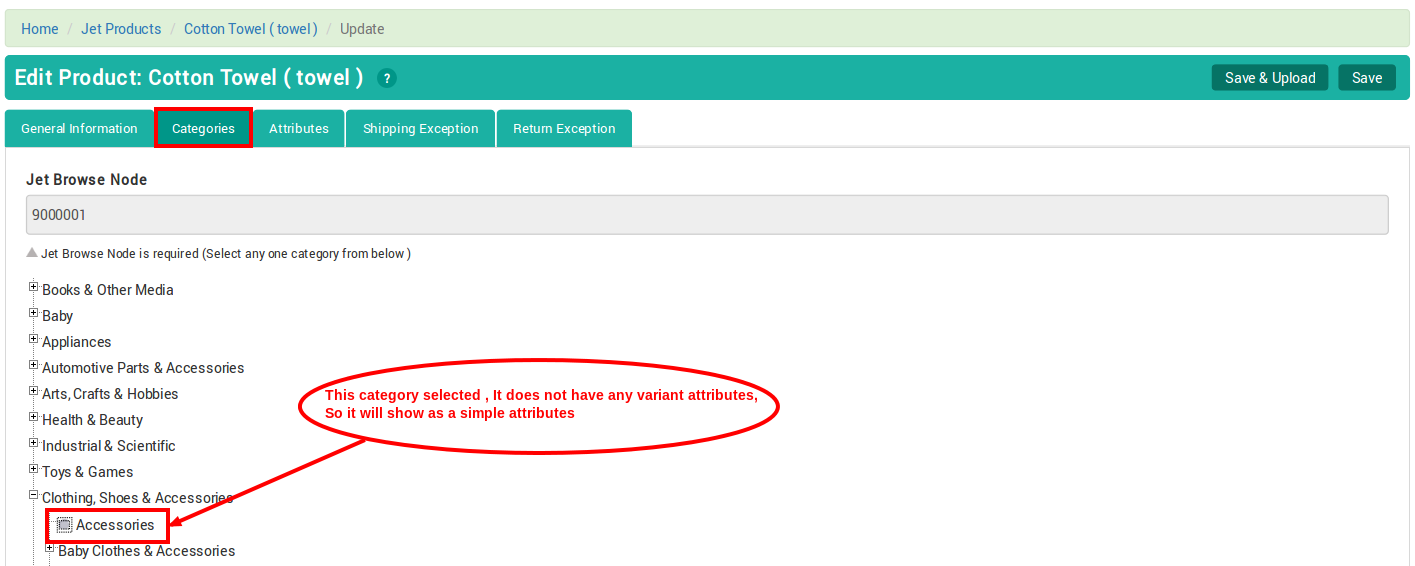 Home / Jet Products / Cotton Towel ( towel ) / Update
Edit Product: Cotton Towel ( towel ) ?
Save & Upload Save
General Information Categories Attributes Shipping Exception Return Exception
Jet Browse Node
9000001
Jet Browse Node is required (Select any one category from below )
Books & Other Media
Baby
Appliances
Automotive Parts & Accessories
Arts, Crafts & Hobbies
Health & Beauty
Industrial & Scientific
Toys & Games
Clothing, Shoes & Accessories
Accessories
Baby Clothes & Accessories
This category selected , It does not have any variant attributes,
So it will show as a simple attributes